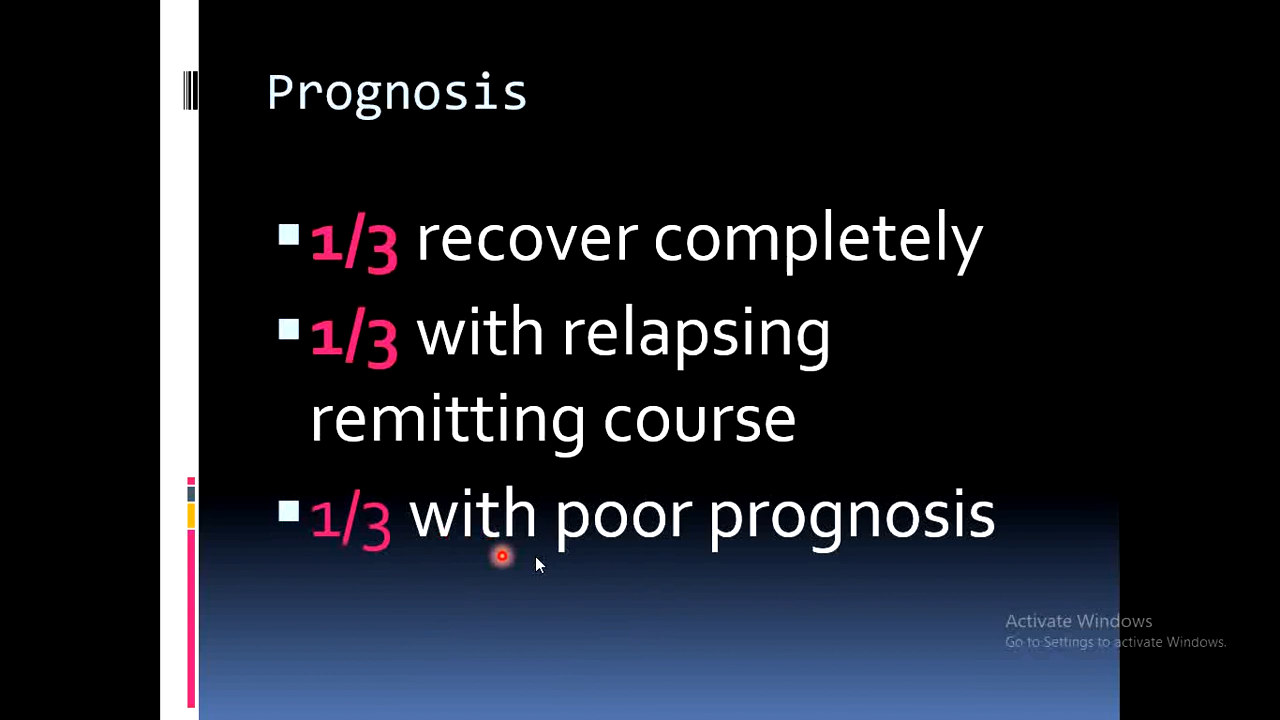 Prognosis
1/3 recover completely
1/3 with relapsing
remitting course
1/3 with poor prognosis
Activate Windows
Go to Settings to activate Windows.